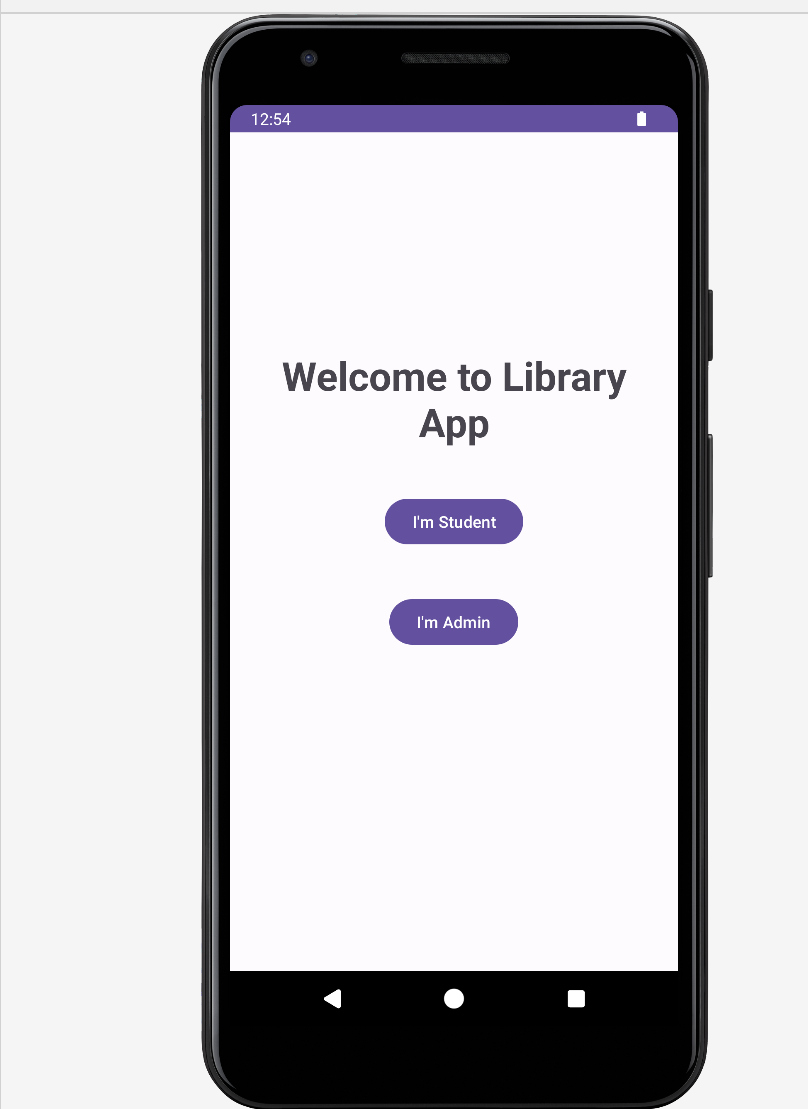 12:54
Welcome to Library
App
I'm Student
I'm Admin